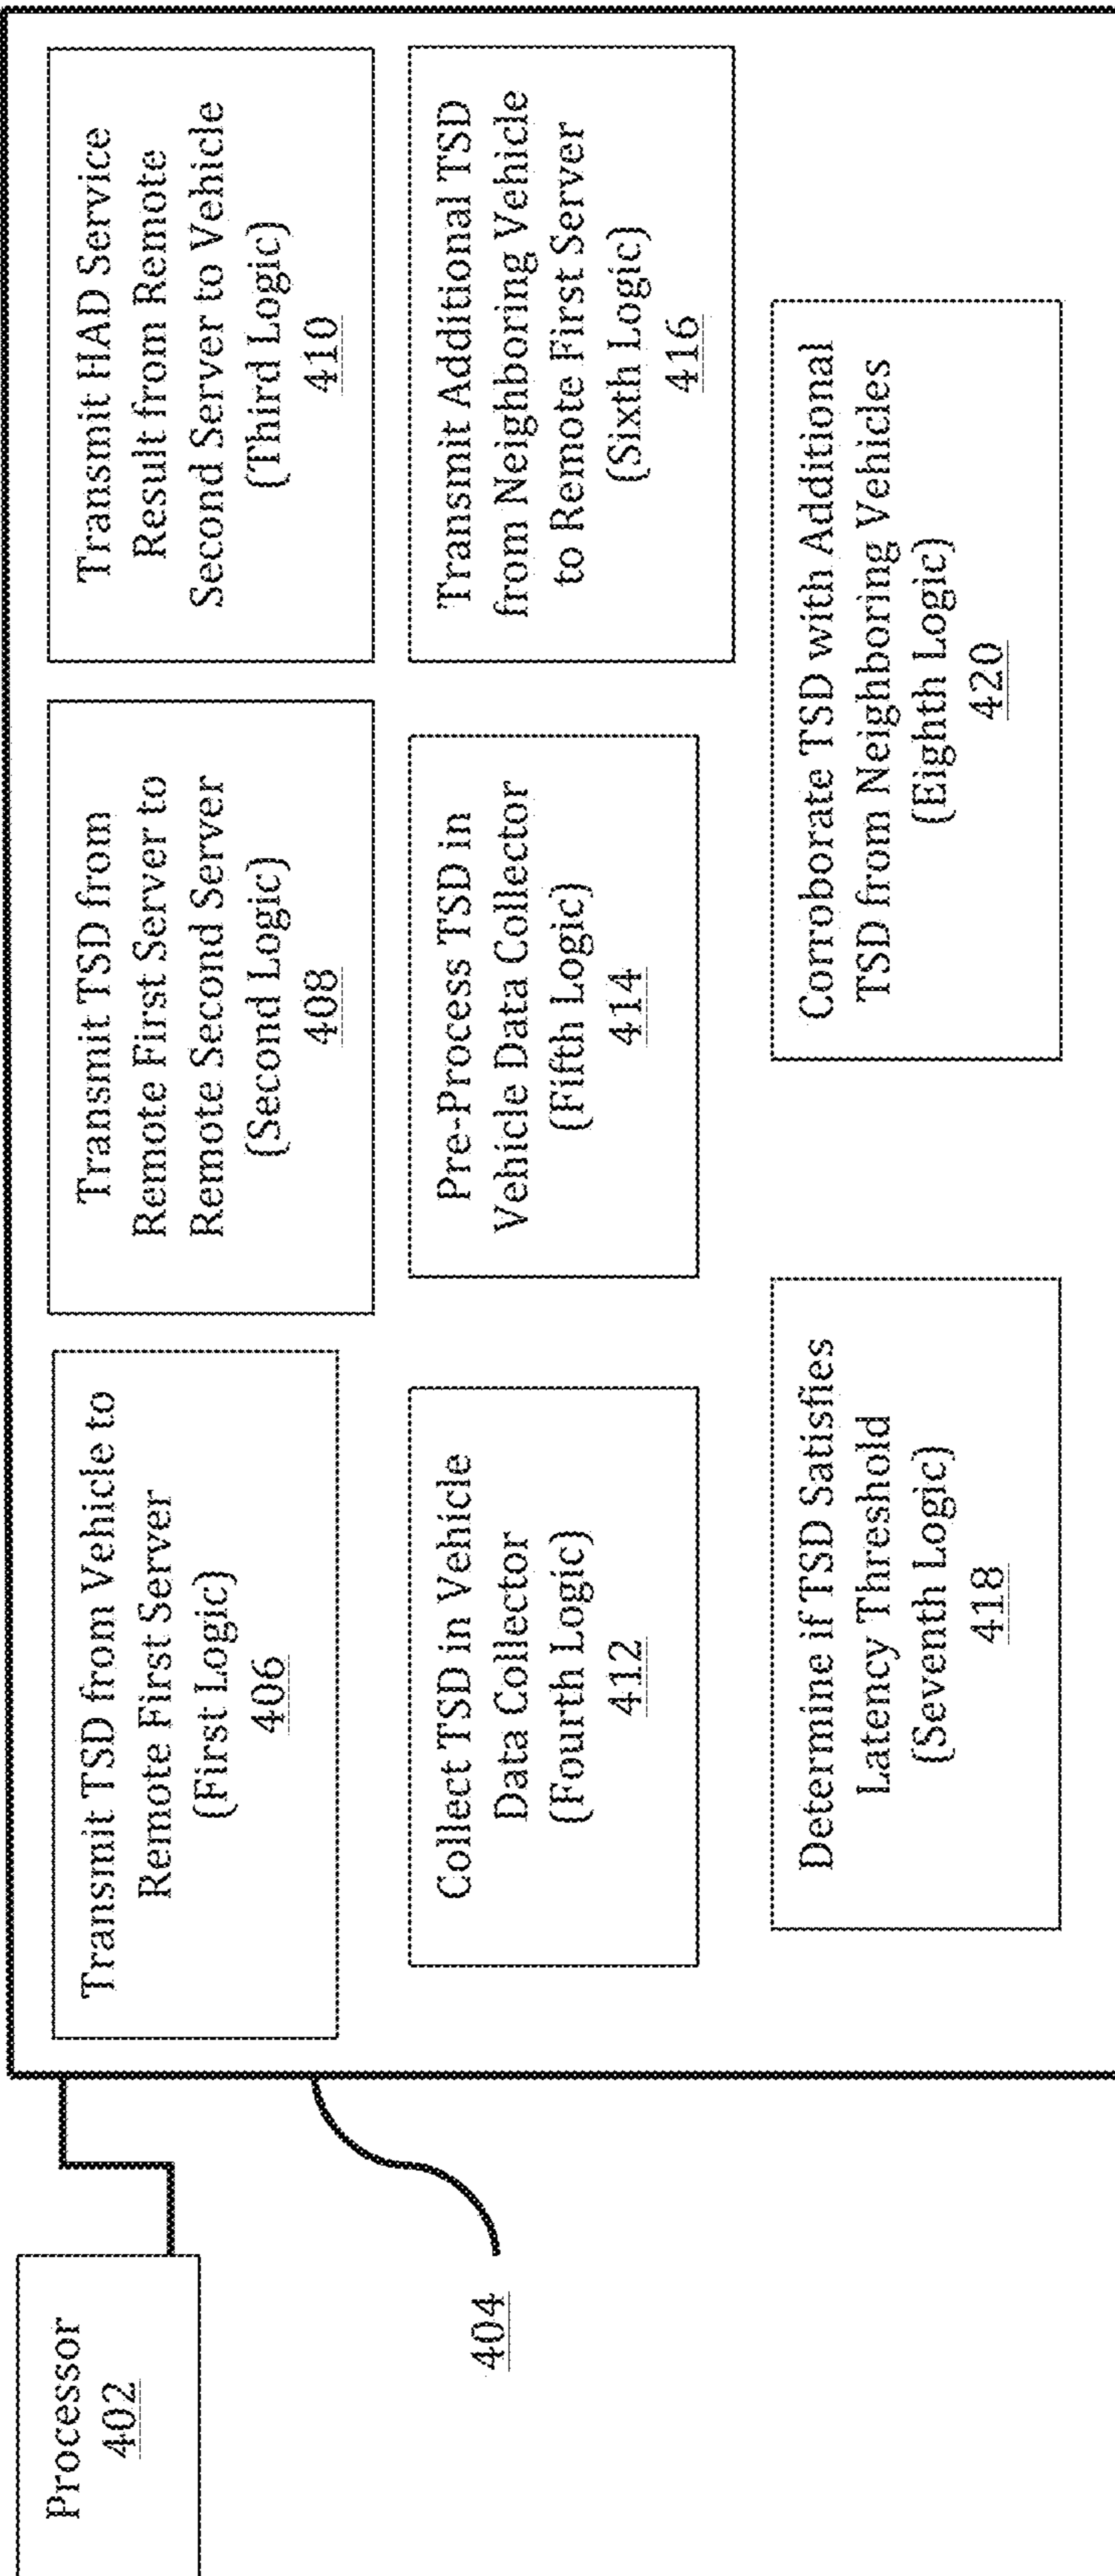 Processor
402
404
Transmit TSD from Vehicle to
Remote First Server
(First Logic)
406
Transmit TSD from
Remote First Server to
Remote Second Server
(Second Logic)
408
Transmit HAD Service
Result from Remote
Second Server to Vehicle
(Third Logic)
410
Collect TSD in Vehicle
Data Collector
(Fourth Logic)
412
Pre-Process TSD in
Vehicle Data Collector
(Fifth Logic)
414
Transmit Additional TSD
from Neighboring Vehicle
to Remote First Server
(Sixth Logic)
416
Determine if TSD Satisfies
Latency Threshold
(Seventh Logic)
418
Corroborate TSD with Additional
TSD from Neighboring Vehicles
(Eighth Logic)
420